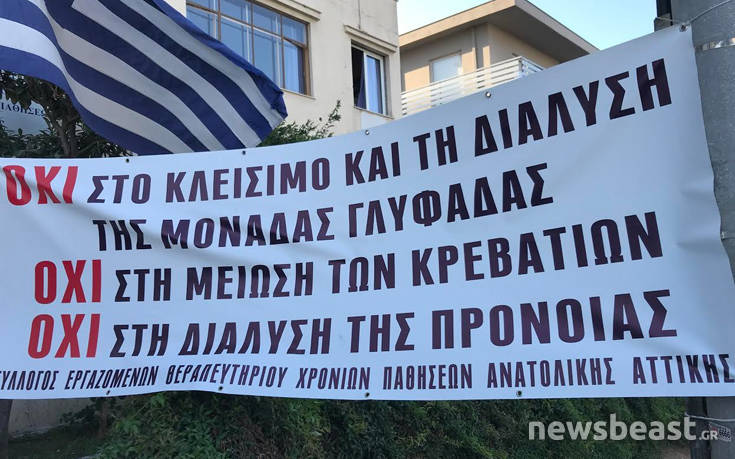 ΟΧΙ ΣΤΟ ΚΛΕΙΣΙΜΟ ΚΑΙ ΤΗ ΔΙΑΛΥΣΗ
ΤΗΣ ΜΟΝΑΔΑΣ ΓΛΥΦΑΔΑΣ
ΟΧΙ ΣΤΗ ΜΕΙΩΣΗ ΤΩΝ ΚΡΕΒΑΤΙΩΝ
ΟΧΙ ΣΤΗ ΔΙΑΛΥΣΗ ΤΗΣ ΠΡΟΝΟΙΑΣ
ΣΥΛΛΟΓΟΣ ΕΡΓΑΖΟΜΕΝΩΝ ΘΕΡΑΠΕΥΤΗΡΙΟΥ ΧΡΟΝΙΩΝ ΠΑΘΗΣΕΩΝ ΑΝΑΤΟΛΙΚΗΣ ΑΤΤΙΚΗΣ
newsbeast.GR